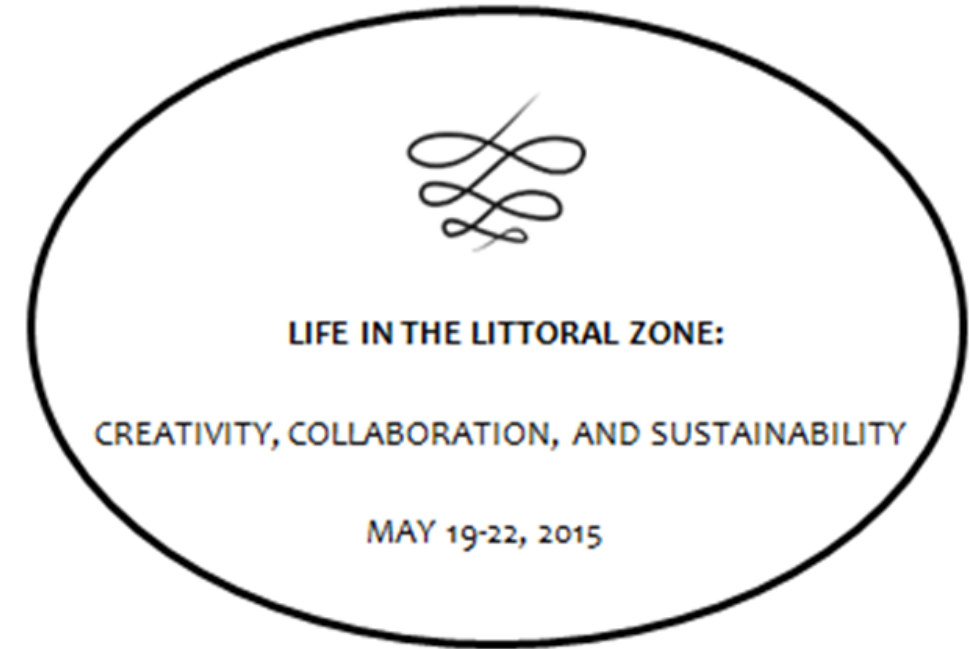 LIFE IN THE LITTORAL ZONE:
CREATIVITY, COLLABORATION, AND SUSTAINABILITY
MAY 19-22, 2015